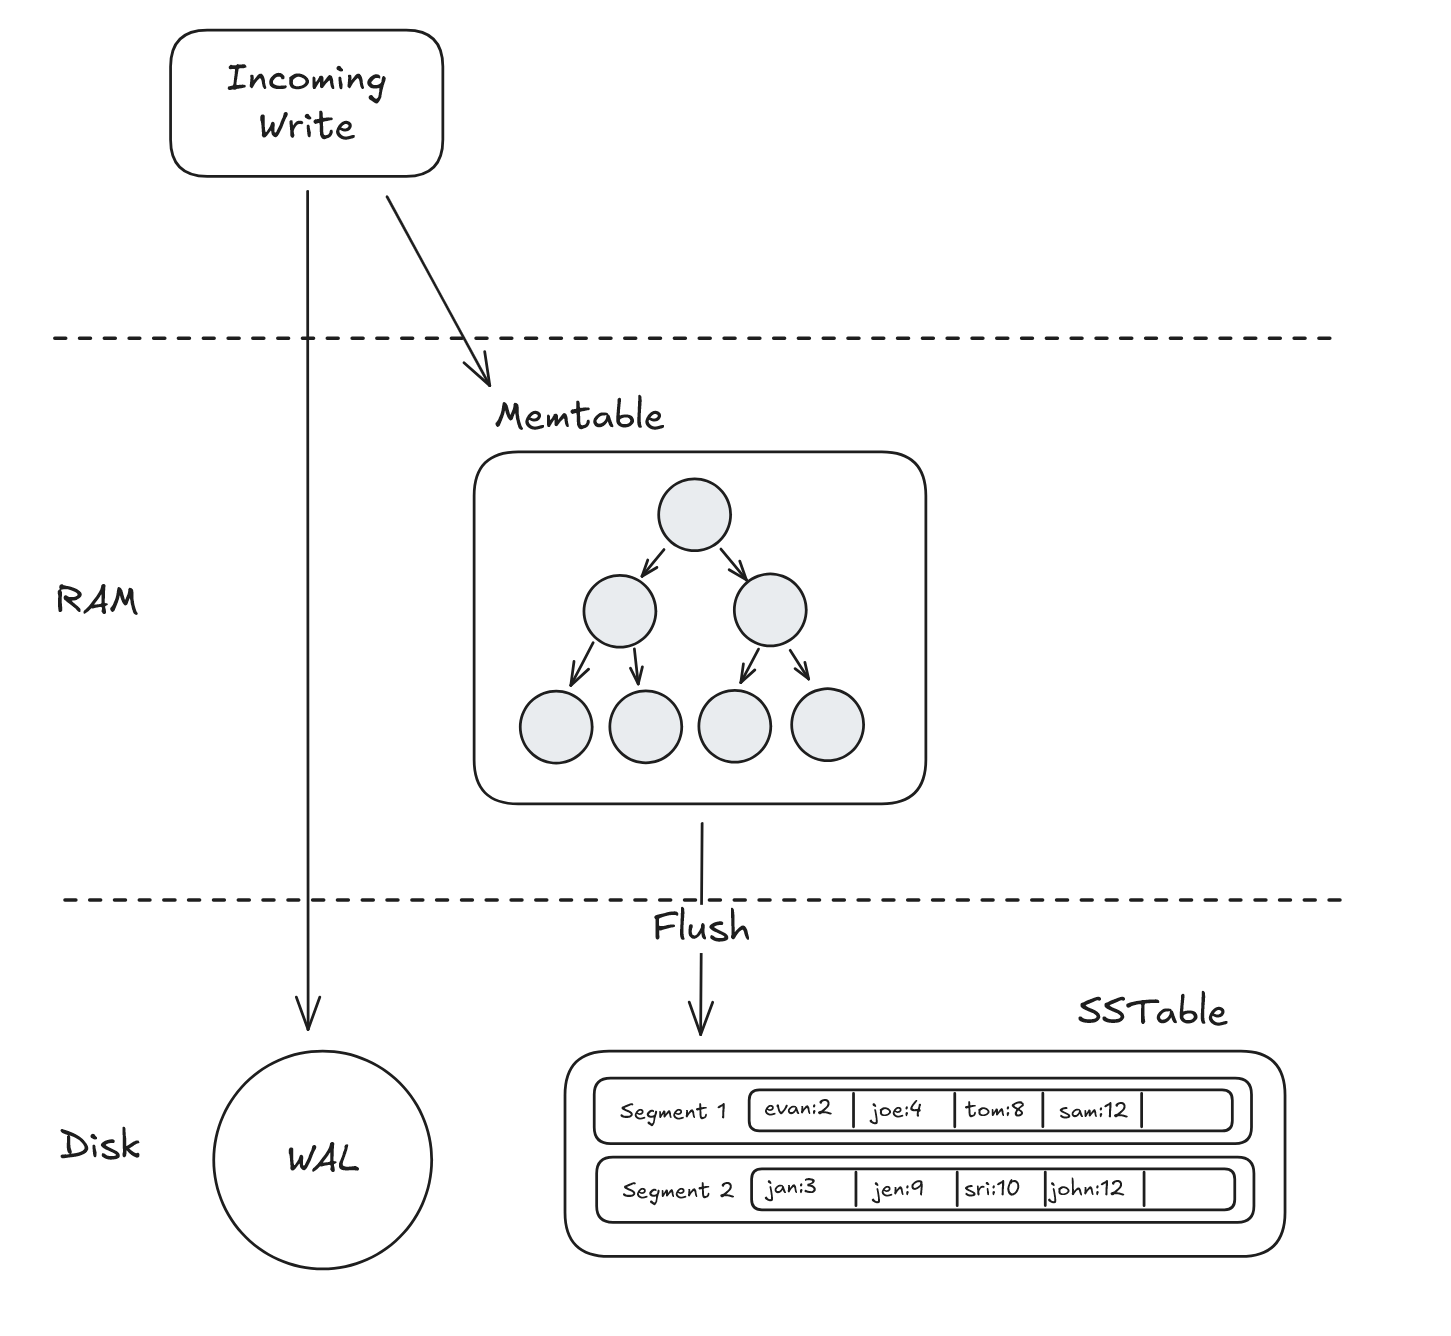 Incoming
Write
Memtable
RAM
Flush
SSTable
Segment 1 evan:2 joe:4 tom:8 sam:12
Disk
WAL
Segment 2 jan:3 jen:9 sri:10 john:12